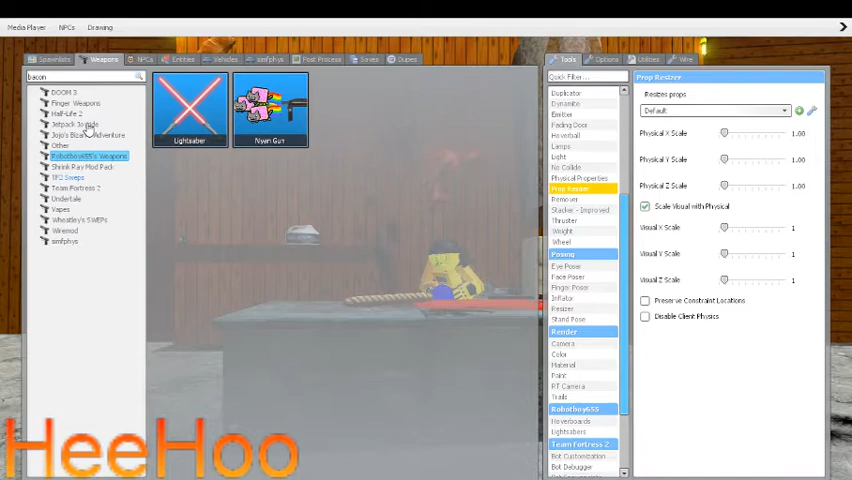 Media Player NPCs Drawing
Spawnlists Weapons NPCs Entities Vehicles simfphys Post Process Saves Dupes
bacon
DOOM 3
Finger Weapons
Half-Life 2
Jetpack
Jojo's Adventure
Other
Robotboy655's Weapons
Shrink Ray Mod Pack
TF2 Sweps
Team Fortress 2
Undertale
Vapes
Wheatley's SWEPs
Wiremod
simfphys
Lightsaber
Nyan Gun
Tools Options Utilities Wire
Quick Filter...
Duplicator
Dynamite
Emitter
Fading Door
Hoverball
Lamps
Light
No Collide
Physical Properties
Prop Resizer
Remover
Stacker - Improved
Thruster
Weight
Wheel
Posing
Eye Poser
Face Poser
Finger Poser
Inflator
Resizer
Stand Pose
Render
Camera
Color
Material
Paint
RT Camera
Trails
Robotboy655
Hoverboards
Lightsabers
Team Fortress 2
Bot Customization
Bot Debugger
Prop Resizer
Resizes props
Default
Physical X Scale 1.00
Physical Y Scale 1.00
Physical Z Scale 1.00
Scale Visual with Physical
Visual X Scale 1
Visual Y Scale 1
Visual Z Scale 1
Preserve Constraint Locations
Disable Client Physics
HeeHoo